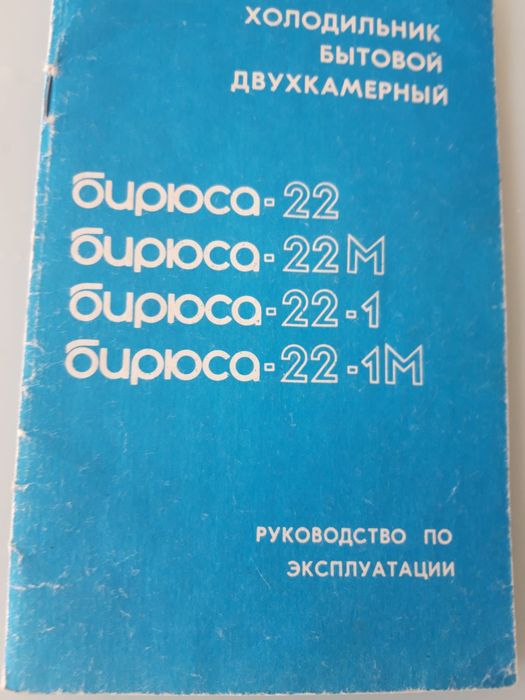 ХОЛОДИЛЬНИК
БЫТОВОЙ
ДВУХКАМЕРНЫЙ
бирюса-22
бирюса-22М
бирюса-22-1
бирюса-22-1М
РУКОВОДСТВО ПО
ЭКСПЛУАТАЦИИ